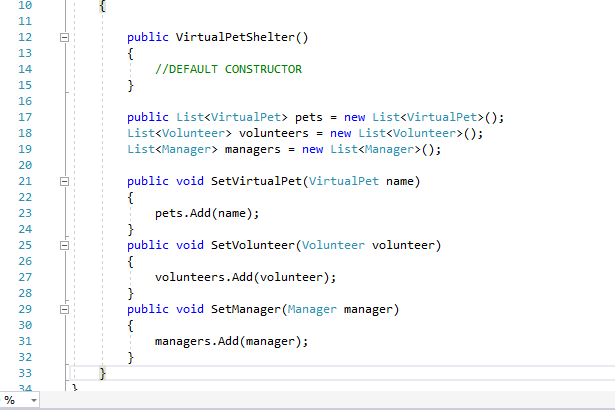 10 {
11
12 public VirtualPetShelter()
13 {
14 //DEFAULT CONSTRUCTOR
15 }
16
17 public List<VirtualPet> pets = new List<VirtualPet>();
18 List<Volunteer> volunteers = new List<Volunteer>();
19 List<Manager> managers = new List<Manager>();
20
21 public void SetVirtualPet(VirtualPet name)
22 {
23 pets.Add(name);
24 }
25 public void SetVolunteer(Volunteer volunteer)
26 {
27 volunteers.Add(volunteer);
28 }
29 public void SetManager(Manager manager)
30 {
31 managers.Add(manager);
32 }
33 }
34 }
%